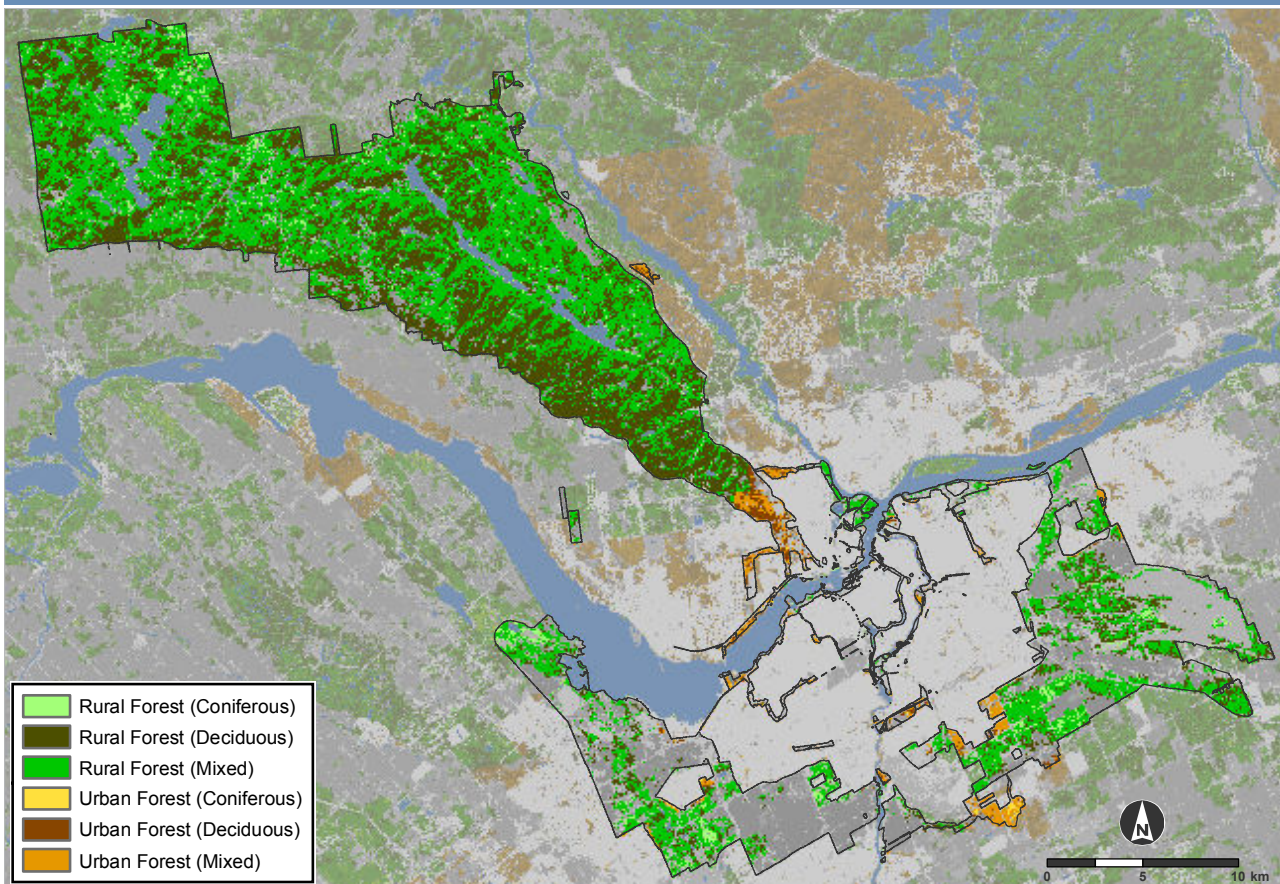 Rural Forest (Coniferous)
Rural Forest (Deciduous)
Rural Forest (Mixed)
Urban Forest (Coniferous)
Urban Forest (Deciduous)
Urban Forest (Mixed)
N
0 5 10 km